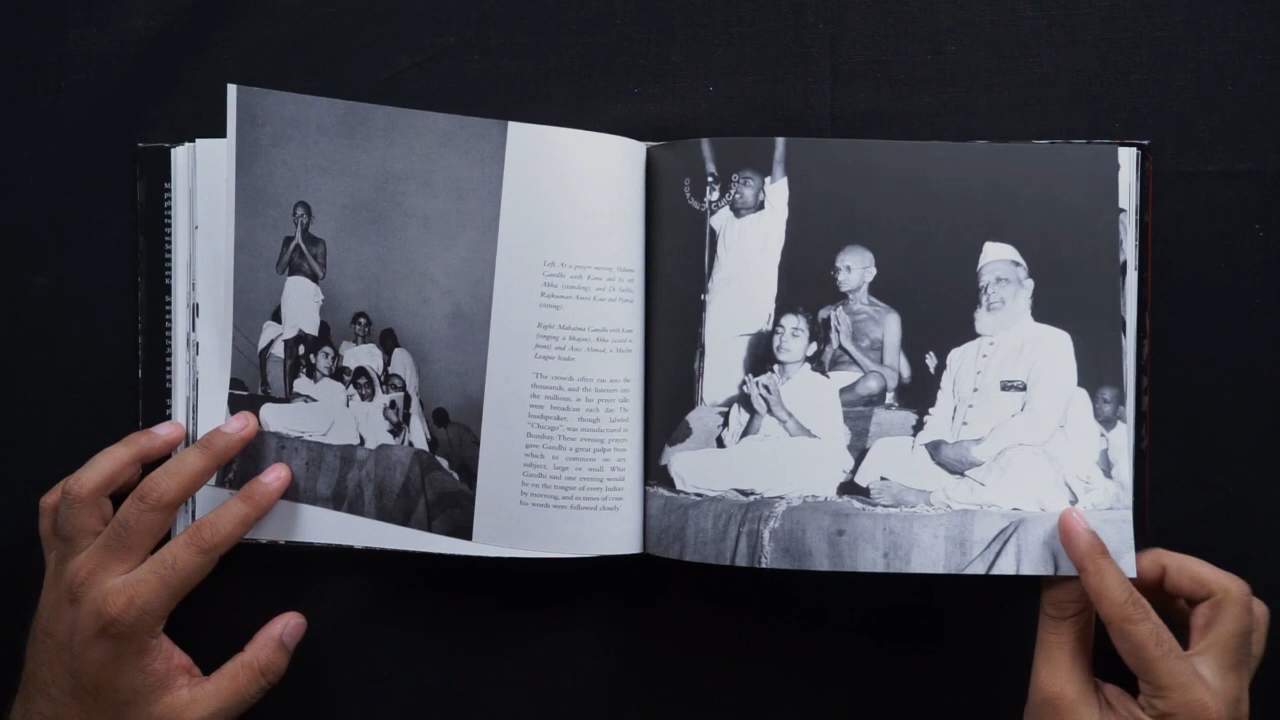 Left: At a prayer meeting Mahatma
Gandhi with Kanu and his wife
Abha (standing), and Dr Sushila,
Rajkumari Amrit Kaur and Pyarelal
(sitting).
Right: Mahatma Gandhi with Kanu
(singing a bhajan), Abha (seated in
front) and Anis Ahmad, a Muslim
League leader.
'The crowds often ran into the
thousands, and the listeners into
the millions, as his prayer talks
were broadcast each day. The
loudspeaker, though labeled
"Chicago", was manufactured in
Bombay. These evening prayers
gave Gandhi a great pulpit from
which to comment on any
subject, large or small. What
Gandhi said one evening would
be on the tongue of every Indian
by morning, and in times of crisis
his words were followed closely.'
CHICAGO
CHICAGO